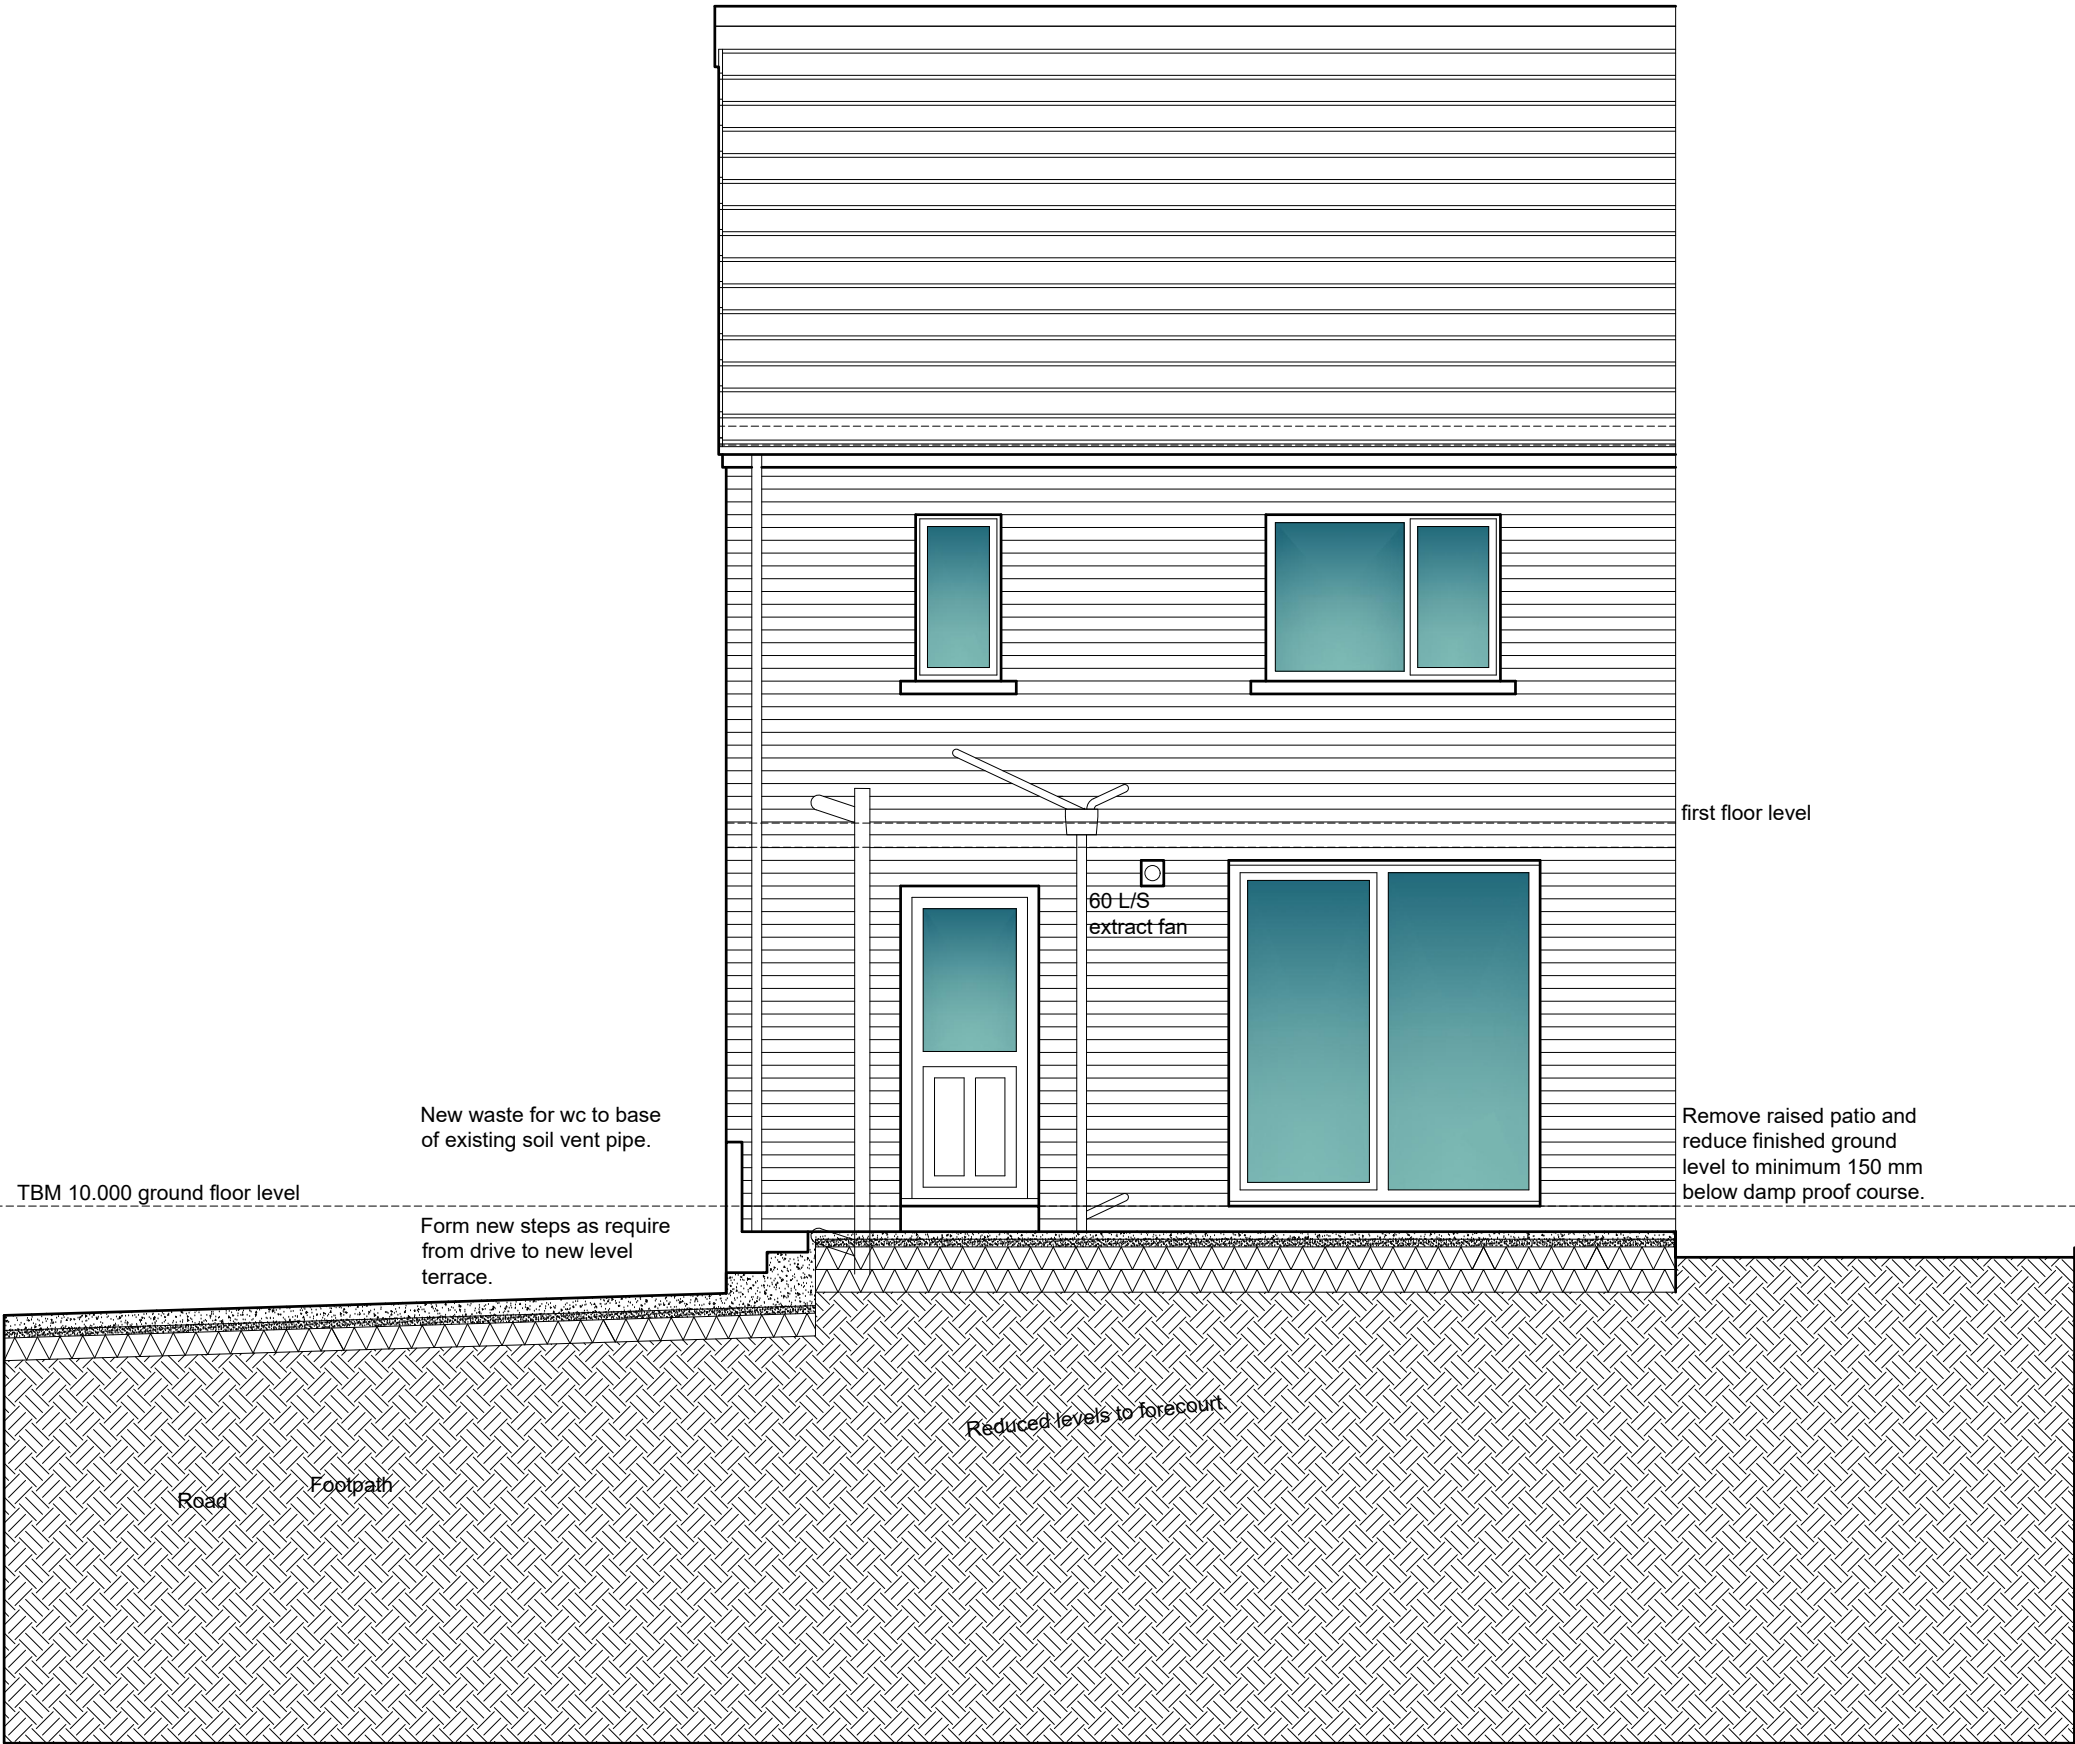 first floor level
60 L/S
extract fan
New waste for wc to base
of existing soil vent pipe.
Remove raised patio and
reduce finished ground
level to minimum 150 mm
below damp proof course.
TBM 10.000 ground floor level
Form new steps as require
from drive to new level
terrace.
Reduced levels to forecourt.
Footpath
Road